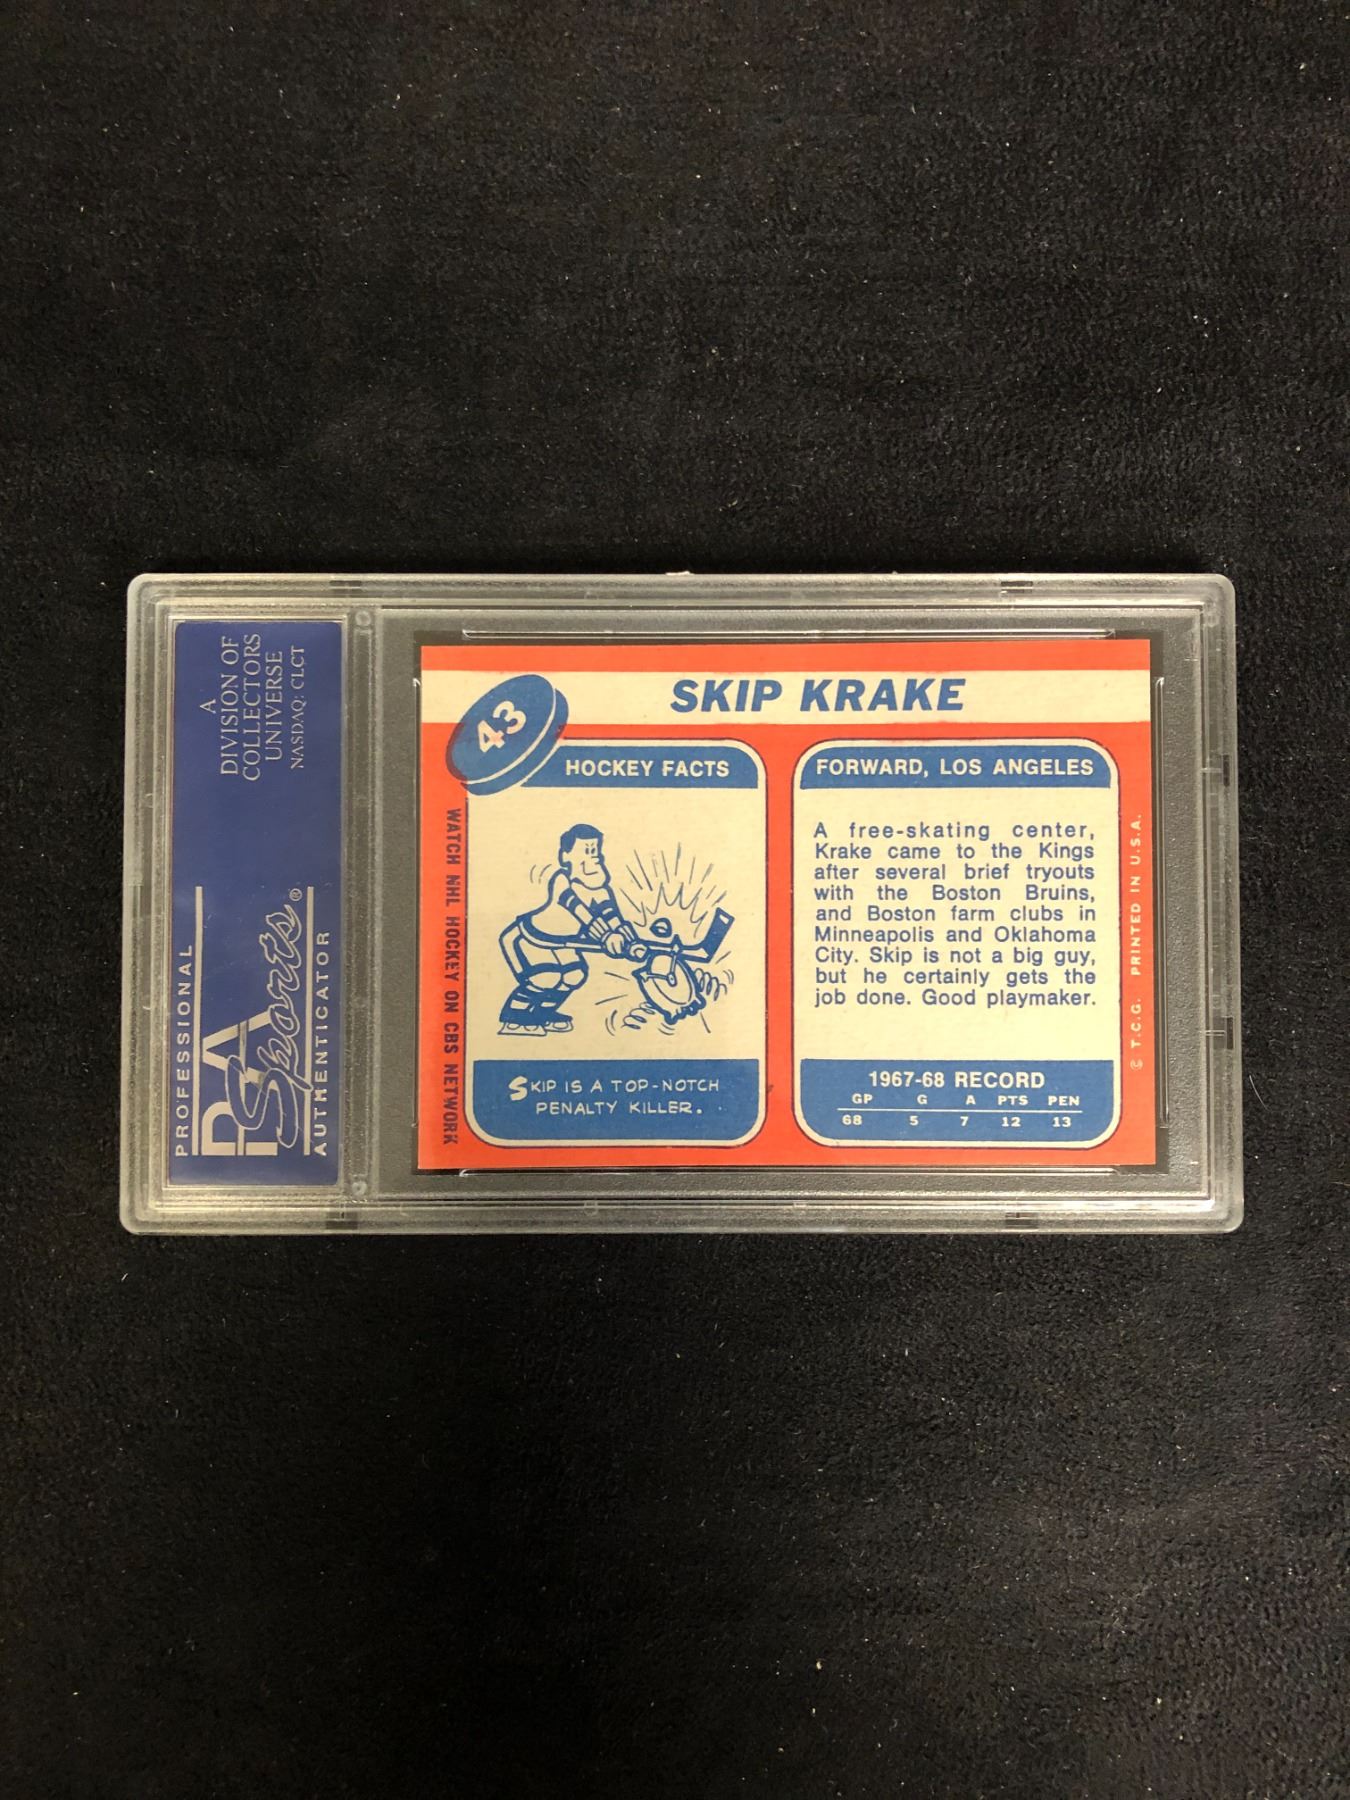 A
DIVISION OF
COLLECTORS
UNIVERSE
NASDAQ: CLCT
PROFESSIONAL
PSA
Sports®
AUTHENTICATOR
43
SKIP KRAKE
HOCKEY FACTS
WATCH NHL HOCKEY ON CBS NETWORK
SKIP IS A TOP-NOTCH
PENALTY KILLER.
FORWARD, LOS ANGELES
A free-skating center,
Krake came to the Kings
after several brief tryouts
with the Boston Bruins,
and Boston farm clubs in
Minneapolis and Oklahoma
City. Skip is not a big guy,
but he certainly gets the
job done. Good playmaker.
1967-68 RECORD
GP G A PTS PEN
68 5 7 12 13
© T.C.G. PRINTED IN U.S.A.